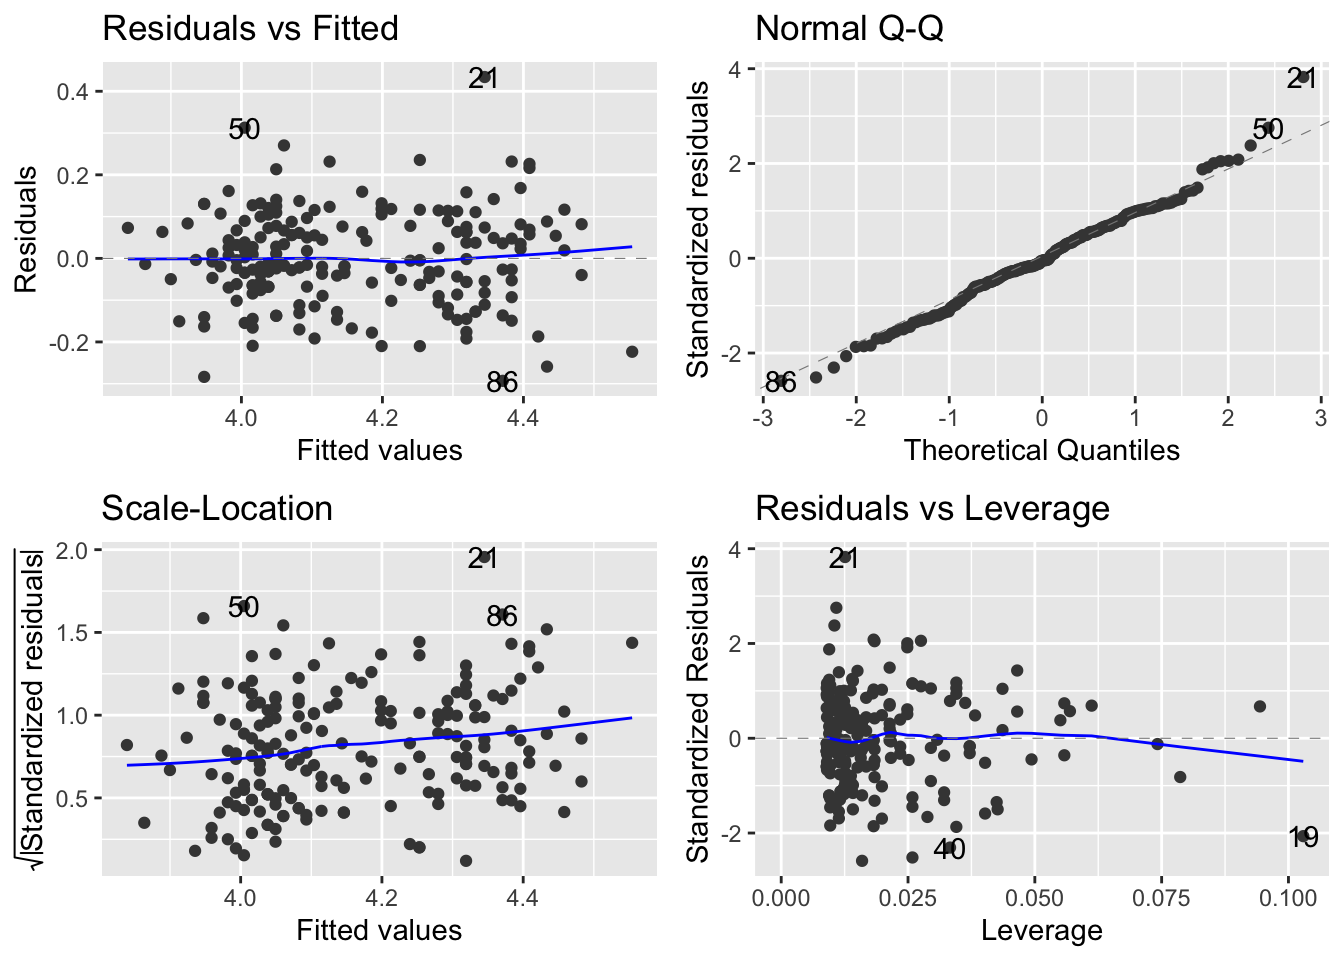 Residuals vs Fitted
Residuals
0.4
0.2
0.0
-0.2
21
50
86
4.0 4.2 4.4
Fitted values
Normal Q-Q
Standardized residuals
4
2
0
-2
21
50
86
-3 -2 -1 0 1 2 3
Theoretical Quantiles
Scale-Location
√|Standardized residuals|
2.0
1.5
1.0
0.5
21
50
86
4.0 4.2 4.4
Fitted values
Residuals vs Leverage
Standardized Residuals
4
2
0
-2
21
40
19
0.000 0.025 0.050 0.075 0.100
Leverage